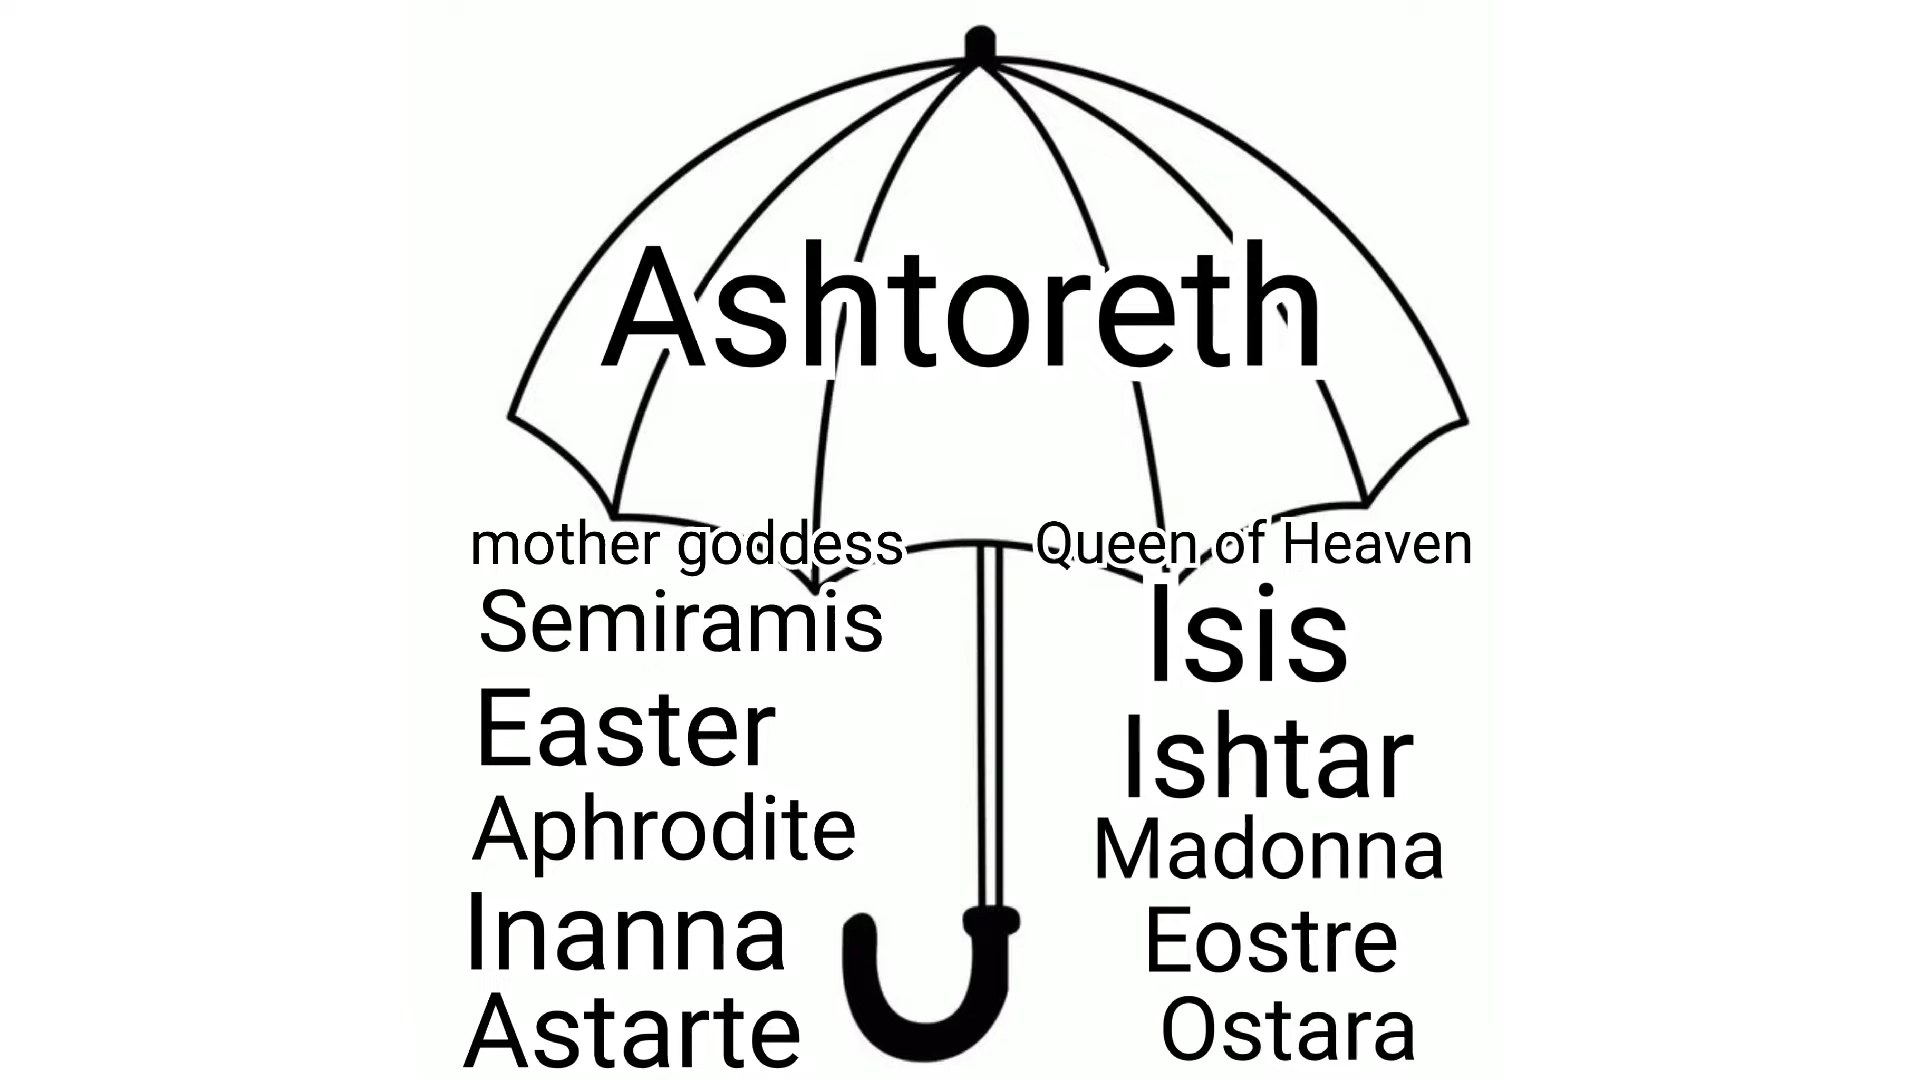 Ashtoreth
mother goddess
Semiramis
Easter
Aphrodite
Inanna
Astarte
Queen of Heaven
Isis
Ishtar
Madonna
Eostre
Ostara